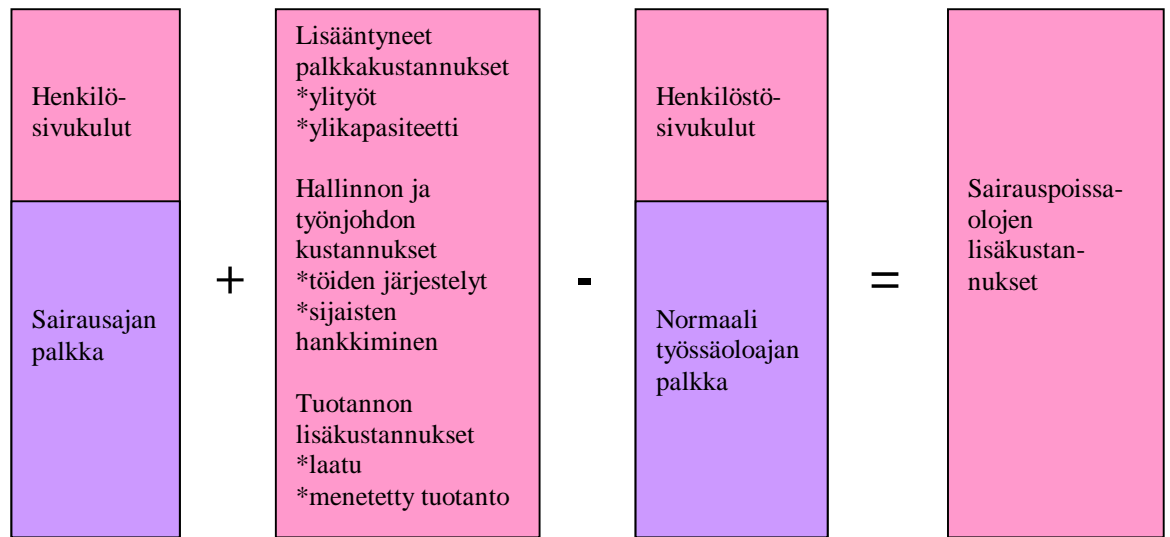 Henkilö-
sivukulut
Sairausajan
palkka
+
Lisääntyneet
palkkakustannukset
*ylityöt
*ylikapasiteetti
Hallinnon ja
työnjohdon
kustannukset
*töiden järjestelyt
*sijaisten
hankkiminen
Tuotannon
lisäkustannukset
*laatu
*menetetty tuotanto
-
Henkilöstö-
sivukulut
Normaali
työssäoloajan
palkka
=
Sairauspoissa-
olojen
lisäkustan-
nukset